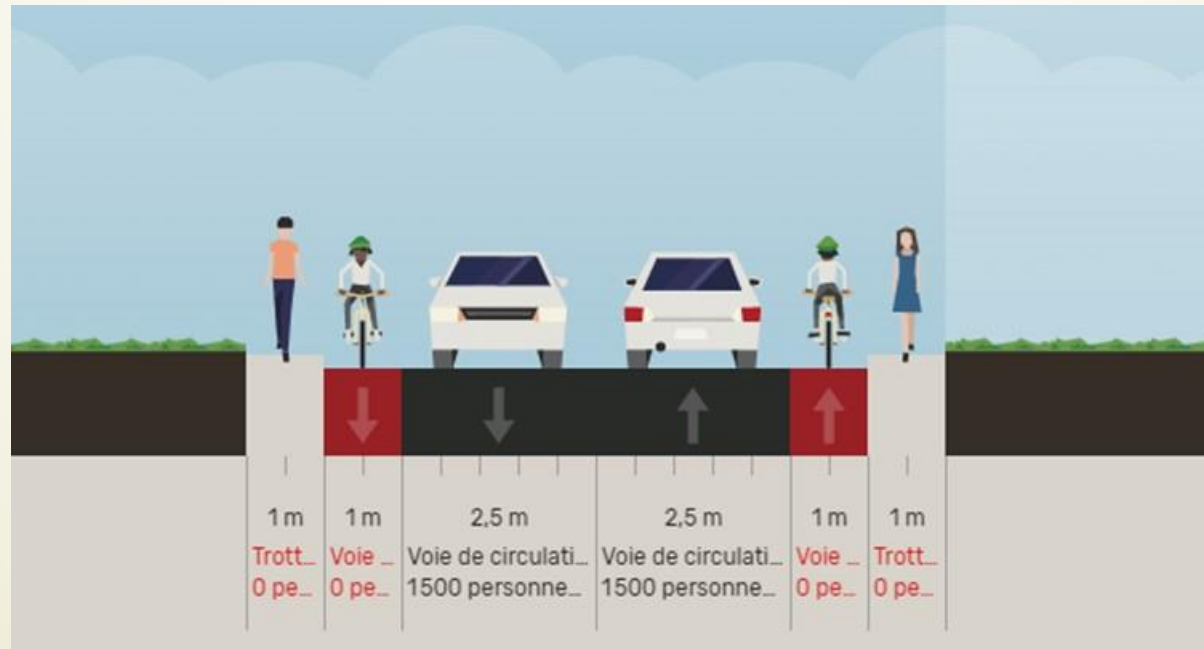 1 m 1 m 2,5 m 2,5 m 1 m 1 m
Trott... Voie ... Voie de circulati... Voie de circulati... Voie ... Trott...
0 pe... 0 pe... 1500 personne... 1500 personne... 0 pe... 0 pe...